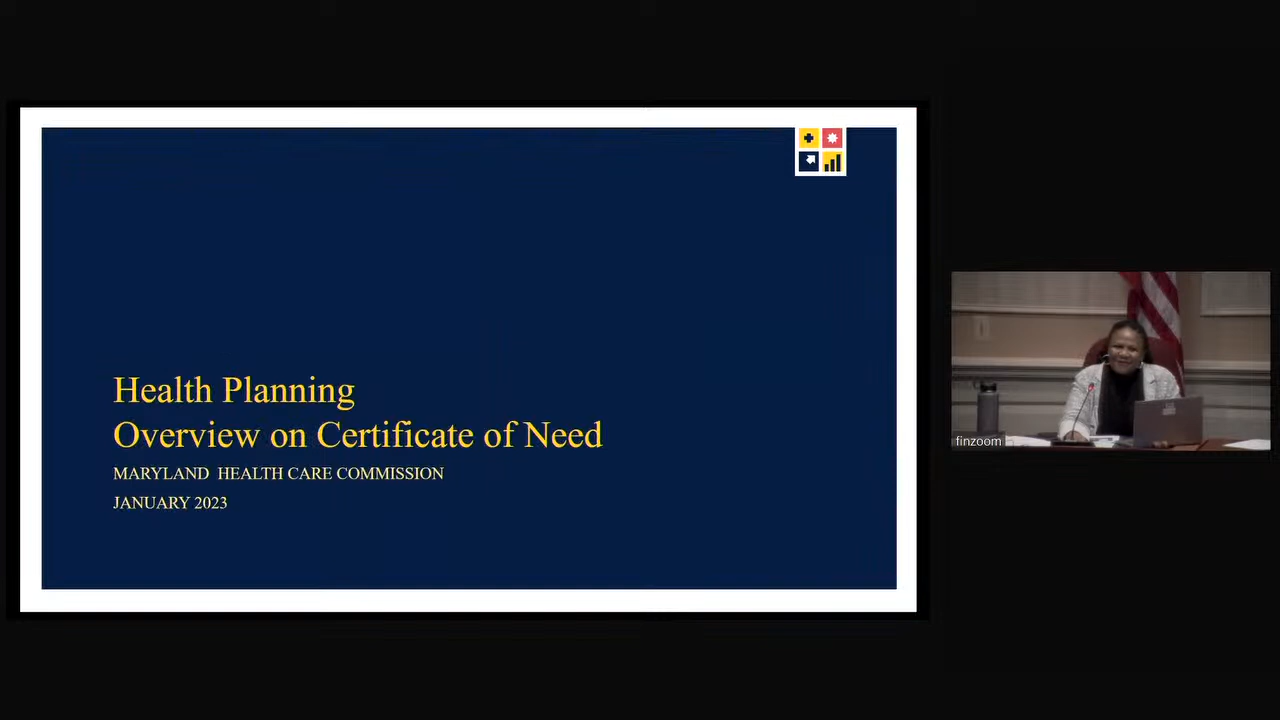 Health Planning
Overview on Certificate of Need
MARYLAND HEALTH CARE COMMISSION
JANUARY 2023
finzoom